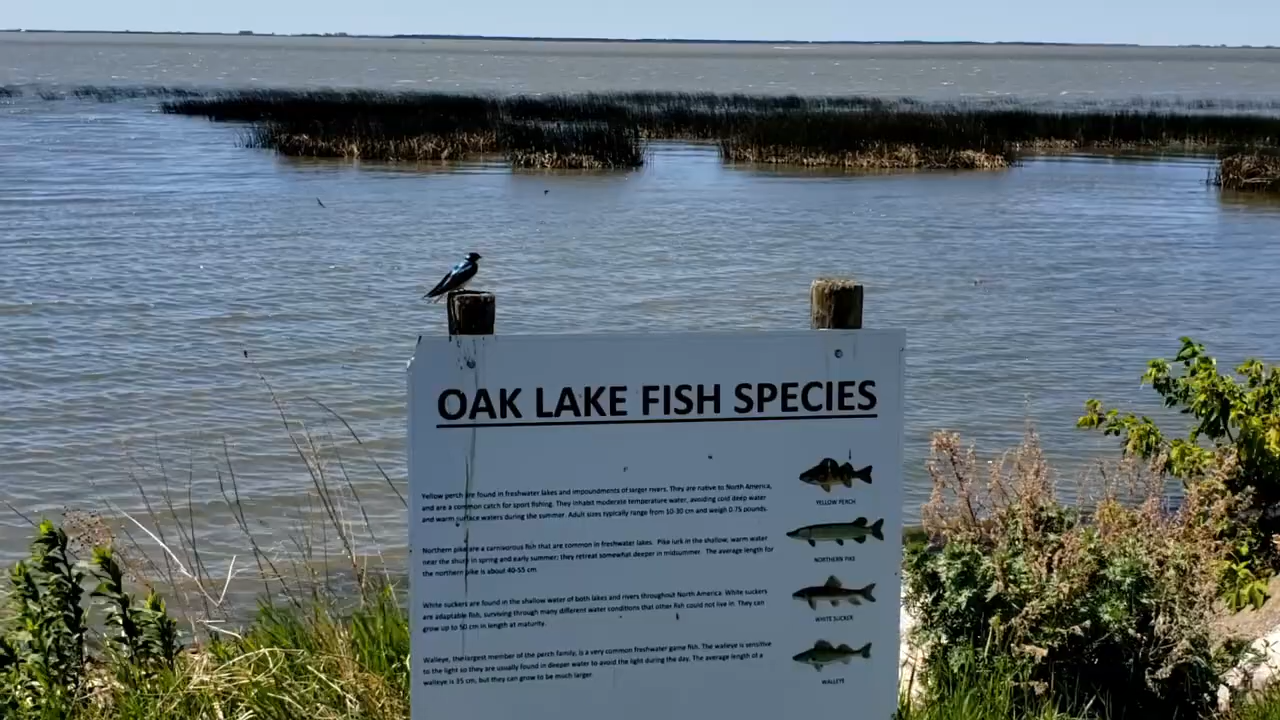 OAK LAKE FISH SPECIES
Yellow perch are found in freshwater lakes and impoundments of larger rivers. They are native to North America,
and are a common catch for sport fishing. They inhabit moderate temperature water, avoiding cold deep water
and warm surface waters during the summer. Adult sizes typically range from 10-30 cm and weigh 0.75 pounds.
YELLOW PERCH
Northern pike are a carnivorous fish that are common in freshwater lakes. Pike lurk in the shallow, warm water
near the shore in spring and early summer; they retreat somewhat deeper in midsummer. The average length for
the northern pike is about 40-55 cm.
NORTHERN PIKE
White suckers are found in the shallow water of both lakes and rivers throughout North America. White suckers
are adaptable fish, surviving through many different water conditions that other fish could not live in. They can
grow up to 50 cm in length at maturity.
WHITE SUCKER
Walleye, the largest member of the perch family, is a very common freshwater game fish. The walleye is sensitive
to the light so they are usually found in deeper water to avoid the light during the day. The average length of a
walleye is 35 cm, but they can grow to be much larger.
WALLEYE